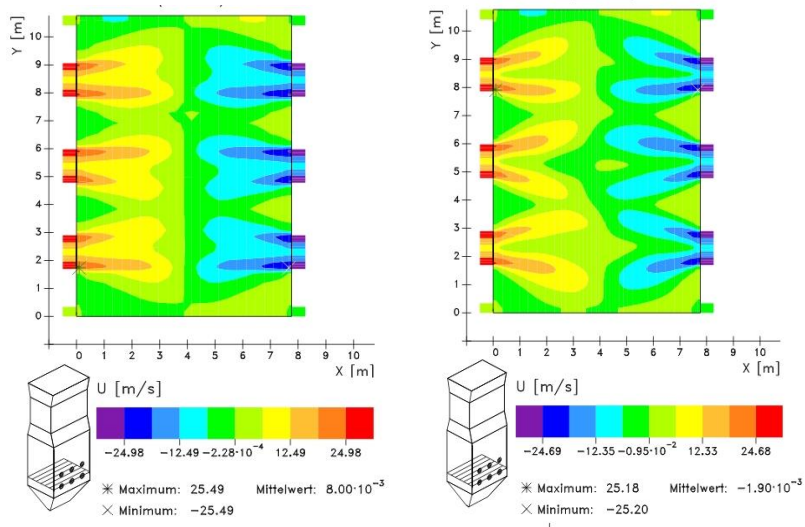 Y [m]
10
9
8
7
6
5
4
3
2
1
0
0 1 2 3 4 5 6 7 8 9 10
X [m]
U [m/s]
−24.98 −12.49 −2.28·10⁻⁴ 12.49 24.98
Maximum: 25.49 Mittelwert: 8.00·10⁻³
Minimum: −25.49
Y [m]
10
9
8
7
6
5
4
3
2
1
0
0 1 2 3 4 5 6 7 8 9 10
X [m]
U [m/s]
−24.69 −12.35 −0.95·10⁻² 12.33 24.68
Maximum: 25.18 Mittelwert: −1.90·10⁻³
Minimum: −25.20